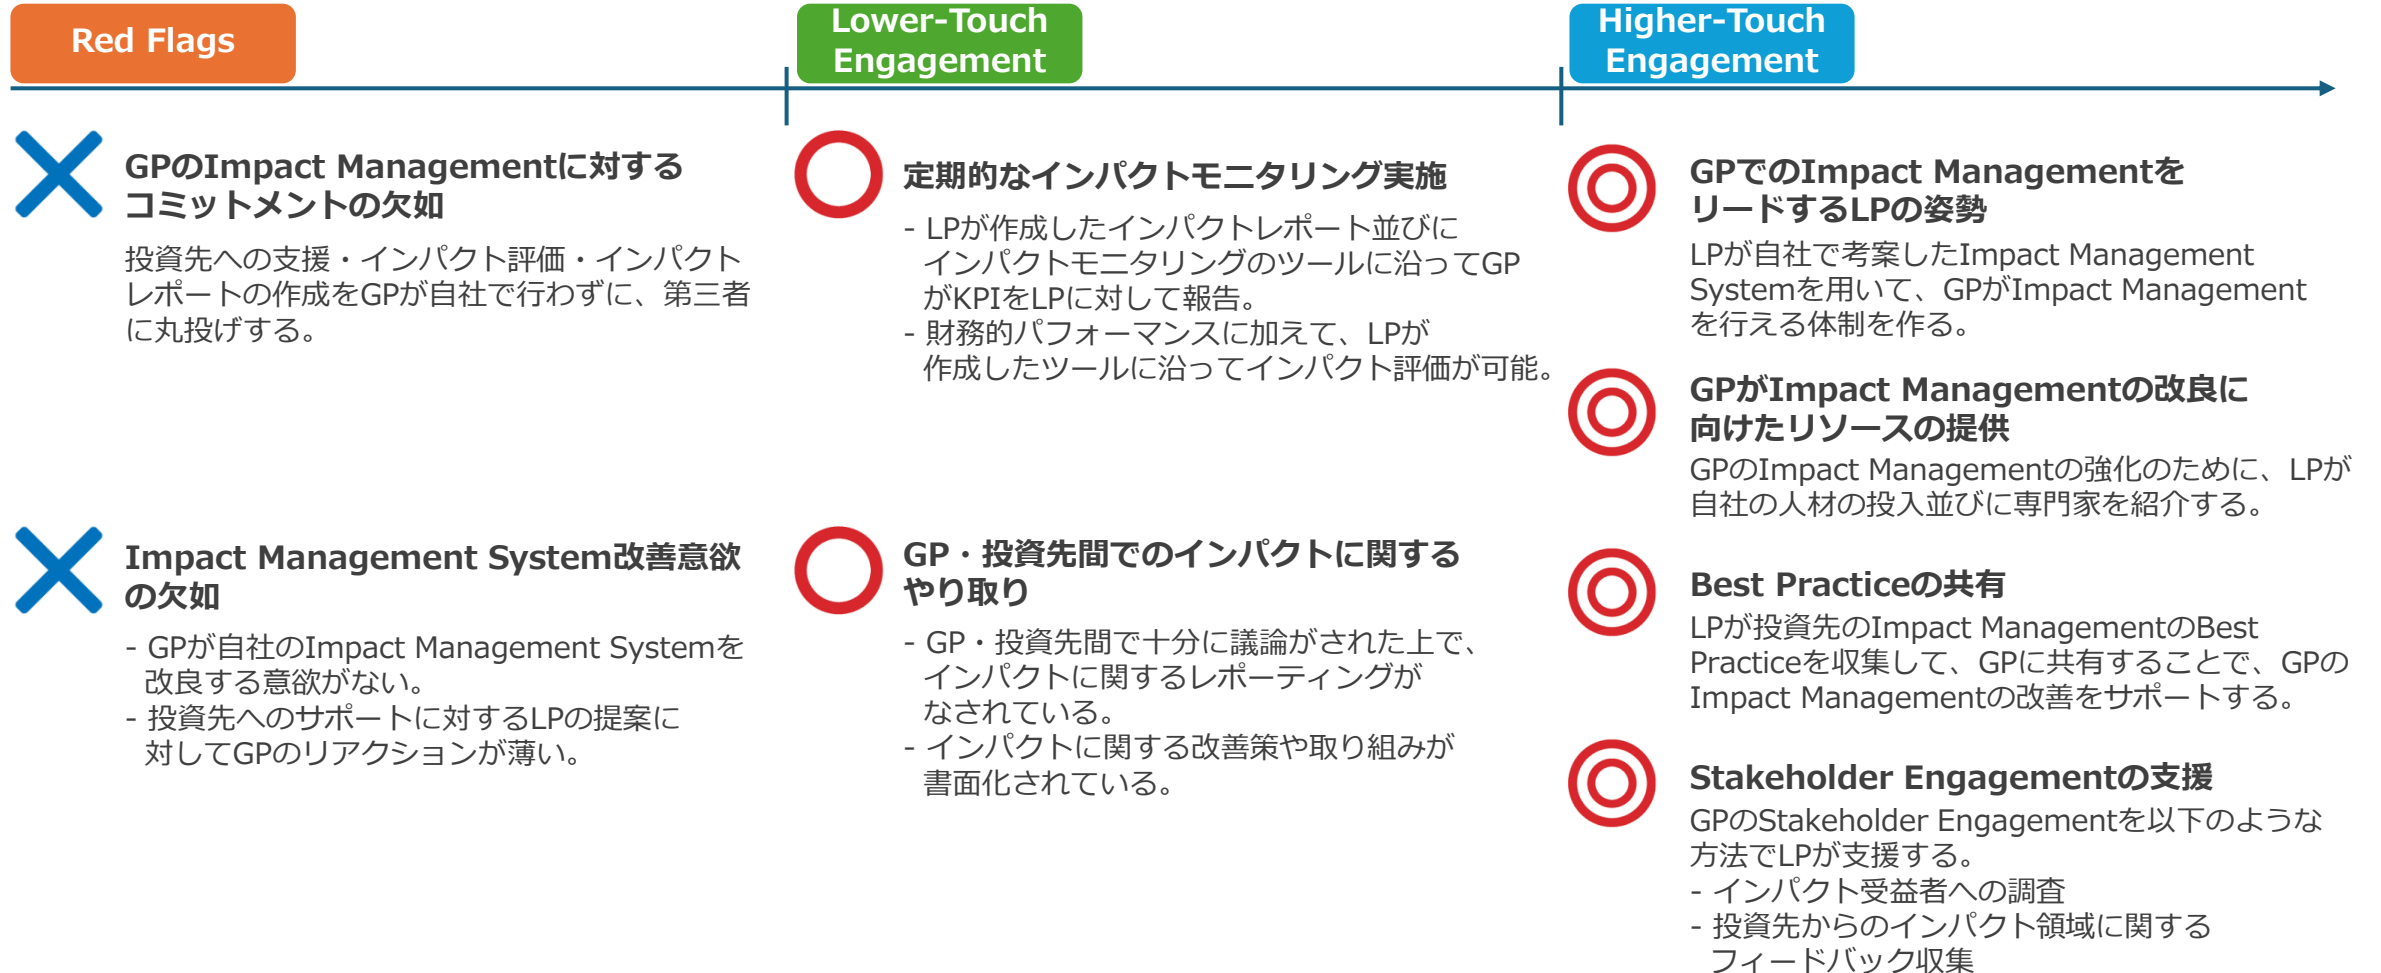 Red Flags
Lower-Touch
Engagement
Higher-Touch
Engagement
GPのImpact Managementに対する
コミットメントの欠如
投資先への支援・インパクト評価・インパクト
レポートの作成をGPが自社で行わずに、第三者
に丸投げする。
Impact Management System改善意欲
の欠如
- GPが自社のImpact Management Systemを
改良する意欲がない。
- 投資先へのサポートに対するLPの提案に
対してGPのリアクションが薄い。
定期的なインパクトモニタリング実施
- LPが作成したインパクトレポート並びに
インパクトモニタリングのツールに沿ってGP
がKPIをLPに対して報告。
- 財務的パフォーマンスに加えて、LPが
作成したツールに沿ってインパクト評価が可能。
GP・投資先間でのインパクトに関する
やり取り
- GP・投資先間で十分に議論がされた上で、
インパクトに関するレポーティングが
なされている。
- インパクトに関する改善策や取り組みが
書面化されている。
GPでのImpact Managementを
リードするLPの姿勢
LPが自社で考案したImpact Management
Systemを用いて、GPがImpact Management
を行える体制を作る。
GPがImpact Managementの改良に
向けたリソースの提供
GPのImpact Managementの強化のために、LPが
自社の人材の投入並びに専門家を紹介する。
Best Practiceの共有
LPが投資先のImpact ManagementのBest
Practiceを収集して、GPに共有することで、GPの
Impact Managementの改善をサポートする。
Stakeholder Engagementの支援
GPのStakeholder Engagementを以下のような
方法でLPが支援する。
- インパクト受益者への調査
- 投資先からのインパクト領域に関する
フィードバック収集